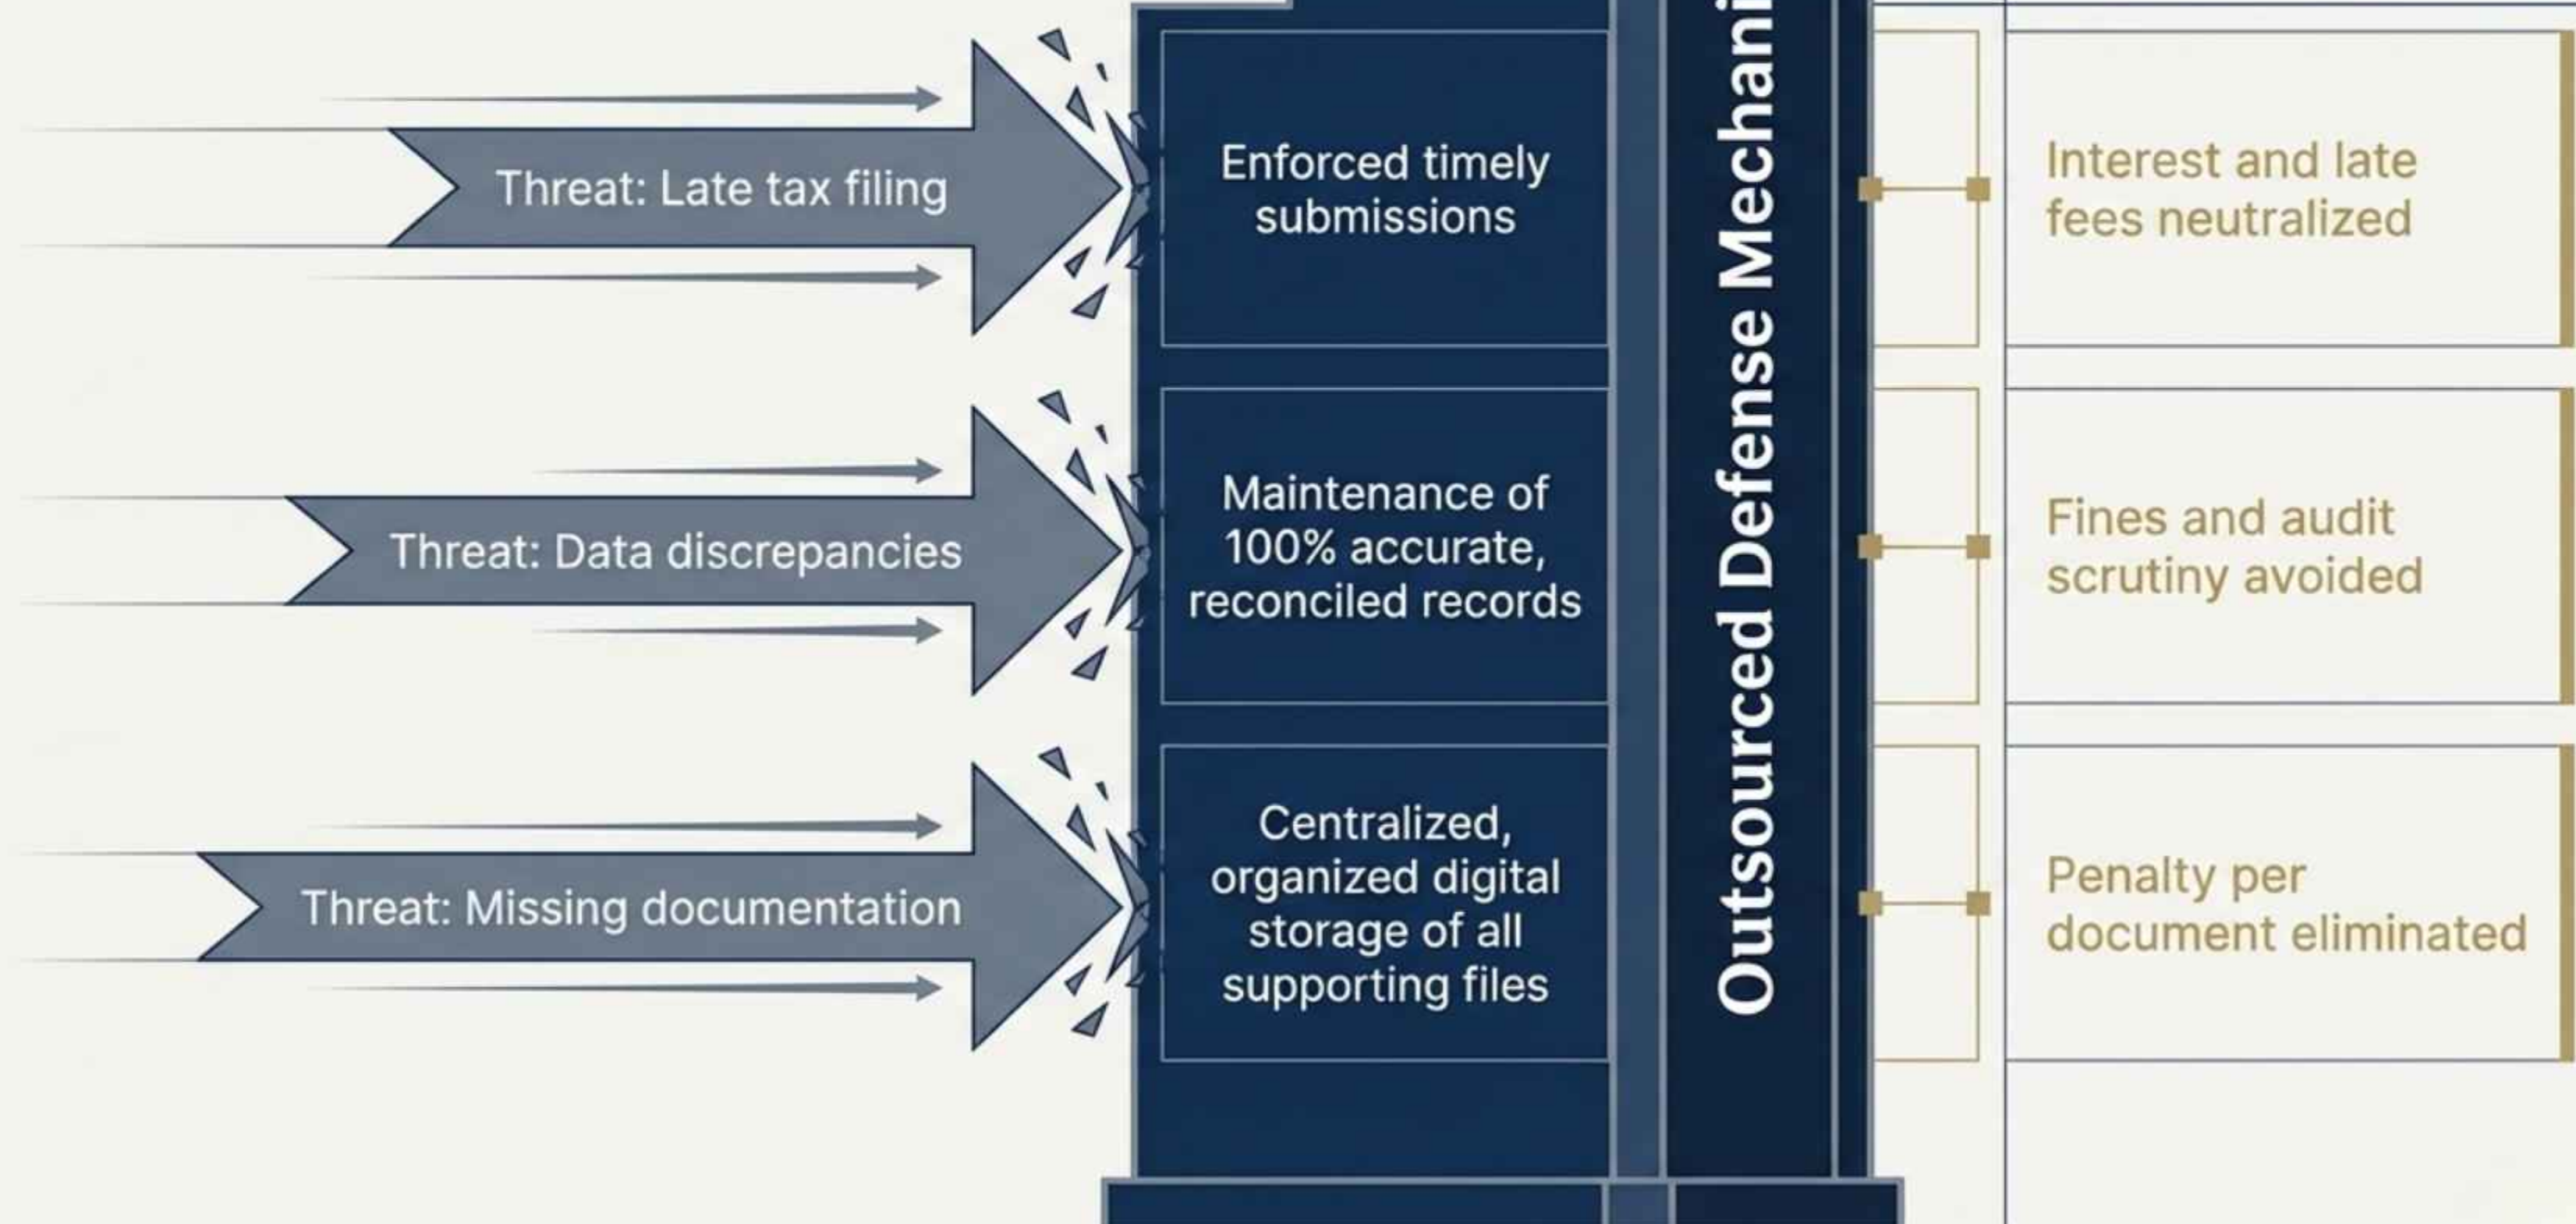 Threat: Late tax filing
Enforced timely
submissions
Interest and late
fees neutralized
Threat: Data discrepancies
Maintenance of
100% accurate,
reconciled records
Fines and audit
scrutiny avoided
Threat: Missing documentation
Centralized,
organized digital
storage of all
supporting files
Penalty per
document eliminated
Outsourced Defense